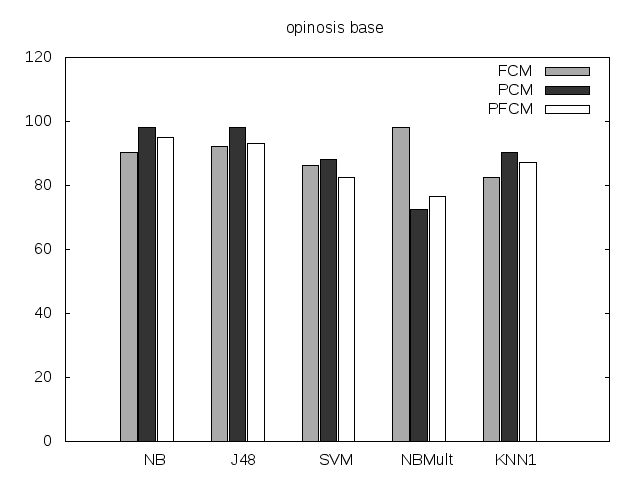 opinosis base
120
100
80
60
40
20
0
FCM
PCM
PFCM
NB J48 SVM NBMult KNN1